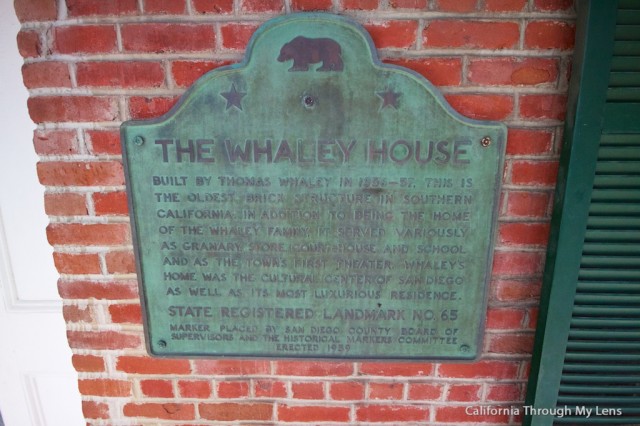 THE WHALEY HOUSE
BUILT BY THOMAS WHALEY IN 1856-57, THIS IS
THE OLDEST BRICK STRUCTURE IN SOUTHERN
CALIFORNIA. IN ADDITION TO BEING THE HOME
OF THE WHALEY FAMILY, IT SERVED VARIOUSLY
AS GRANARY, STORE, COURT HOUSE, AND SCHOOL,
AND AS THE TOWN'S FIRST THEATER. WHALEY'S
HOME WAS THE CULTURAL CENTER OF SAN DIEGO
AS WELL AS ITS MOST LUXURIOUS RESIDENCE.
STATE REGISTERED LANDMARK NO. 65
MARKER PLACED BY SAN DIEGO COUNTY BOARD OF
SUPERVISORS AND THE HISTORICAL MARKERS COMMITTEE
ERECTED 1959
California Through My Lens